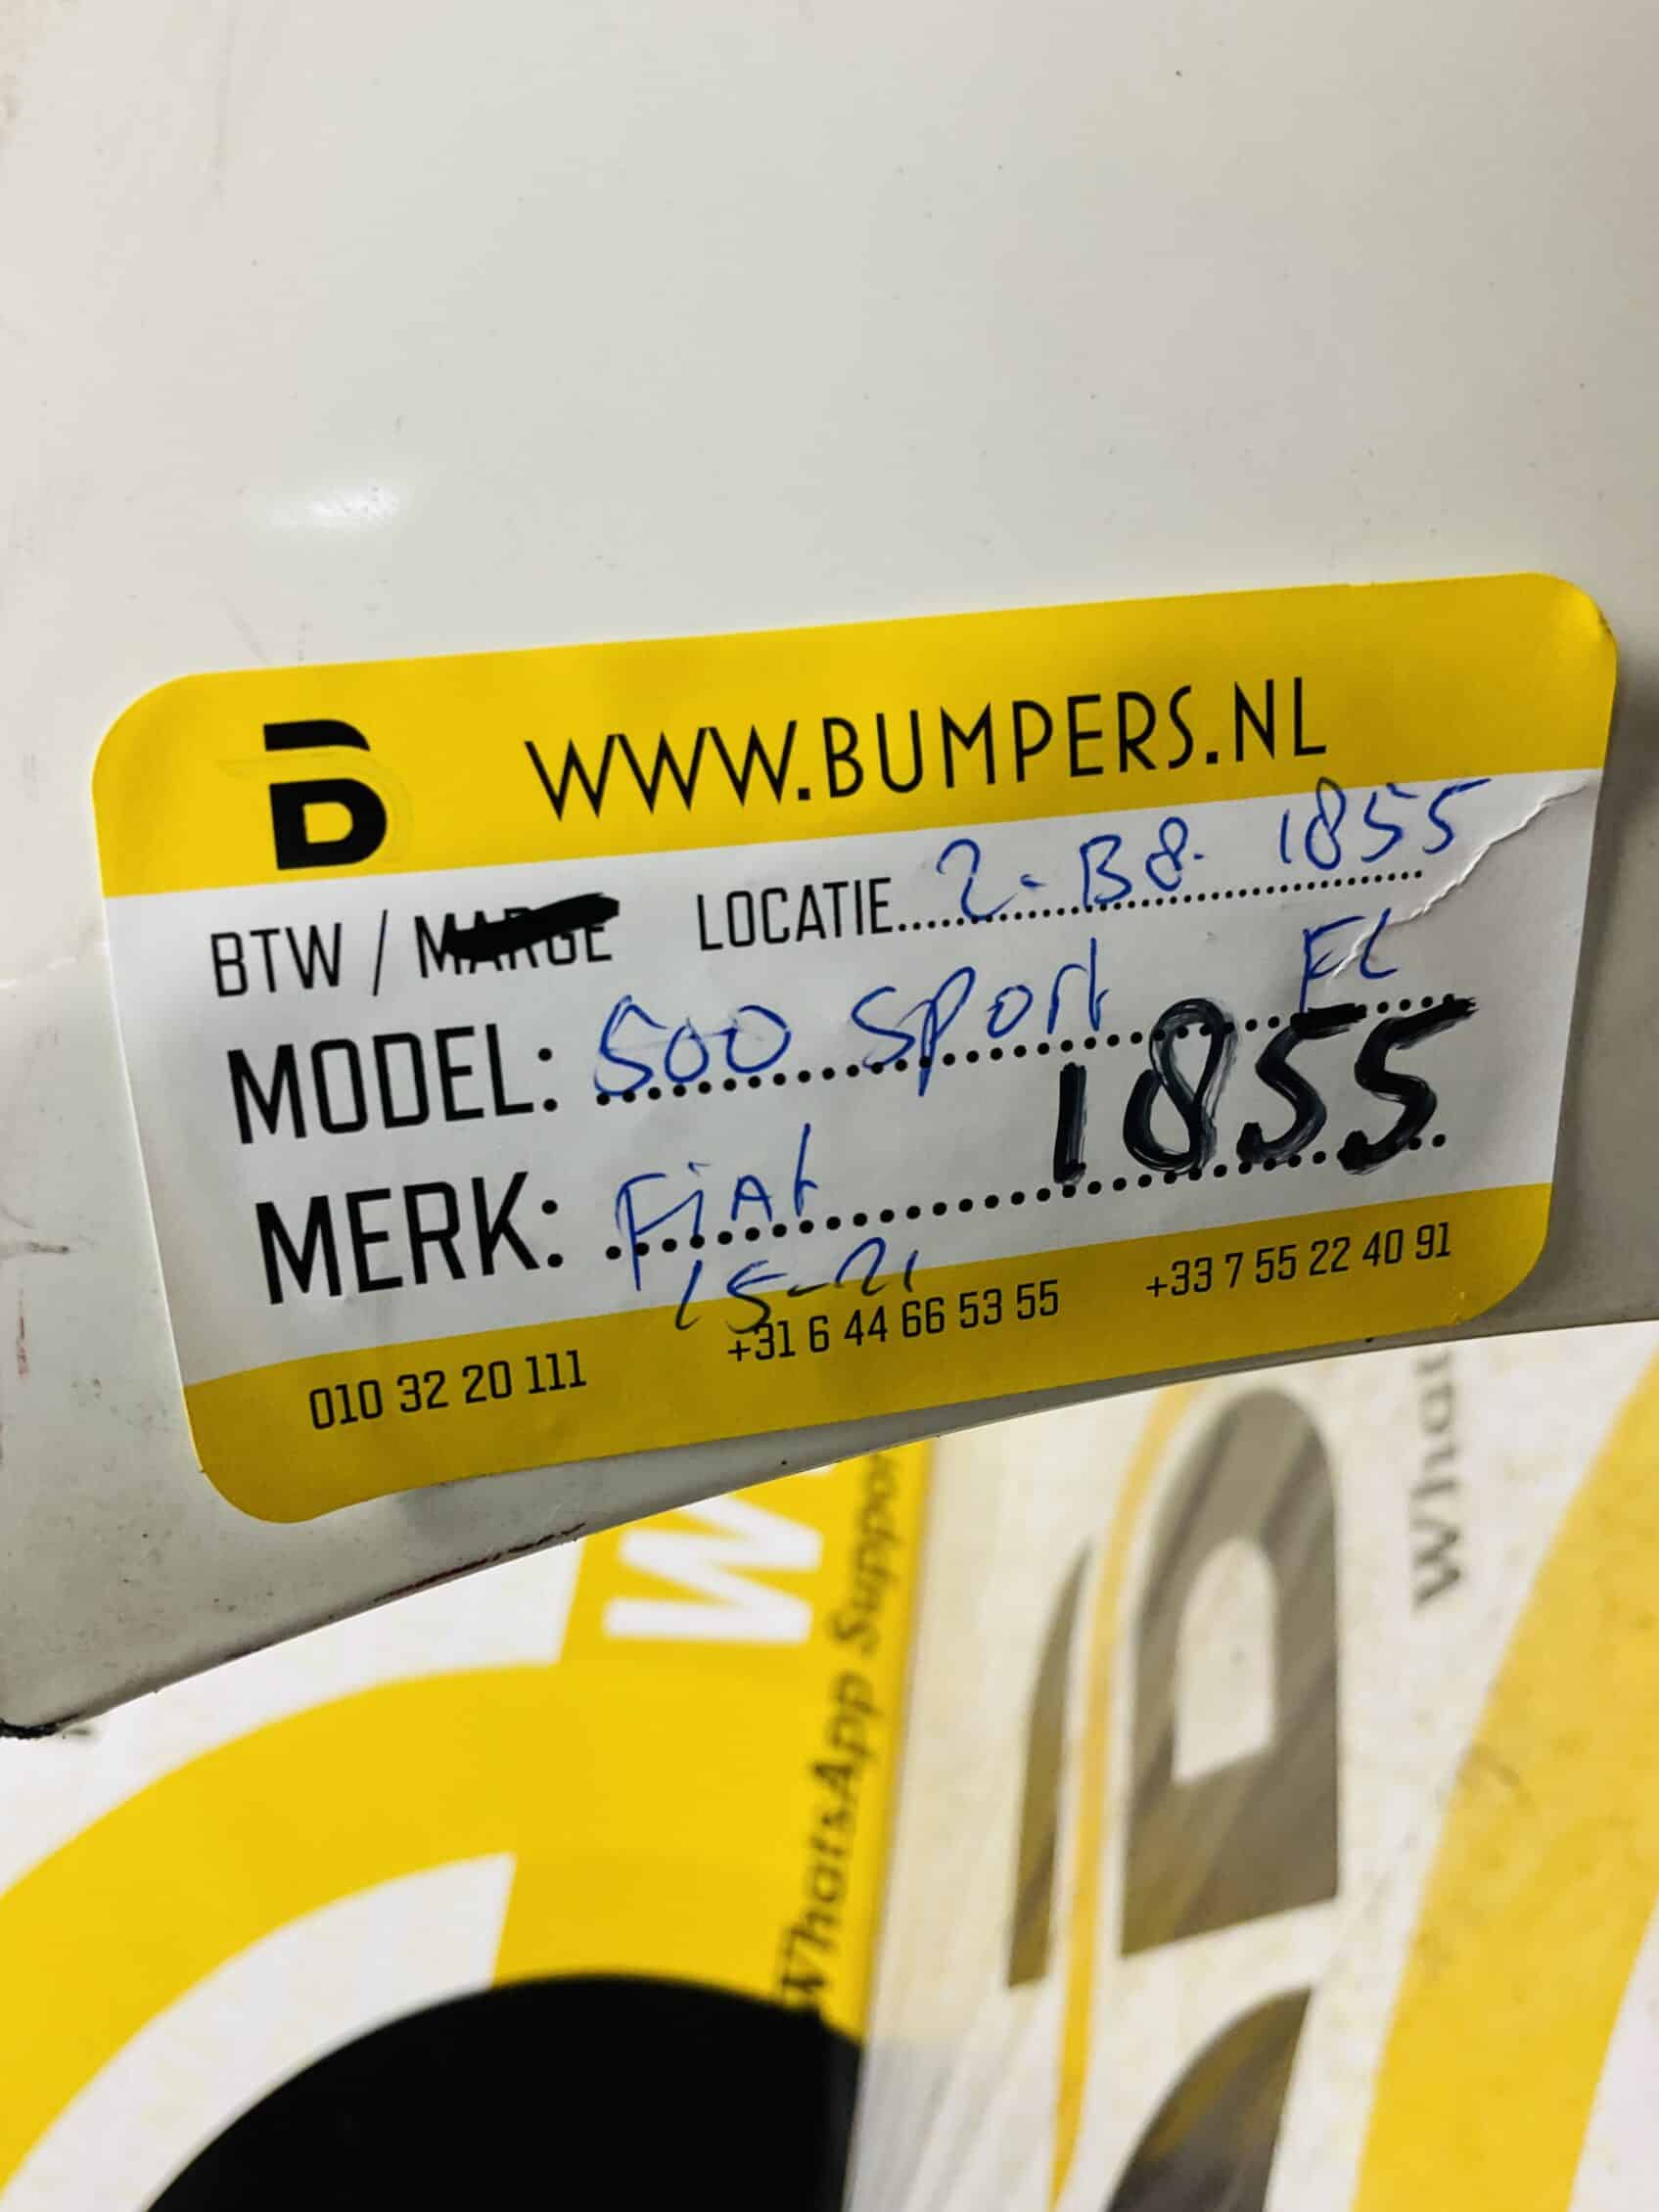 WWW.BUMPERS.NL
BTW / MARGE LOCATIE 2-B8- 1855
MODEL: 500 Sport FL
1855
MERK: FiAt
15-21
010 32 20 111 +31 6 44 66 53 55 +33 7 55 22 40 91
WhatsApp